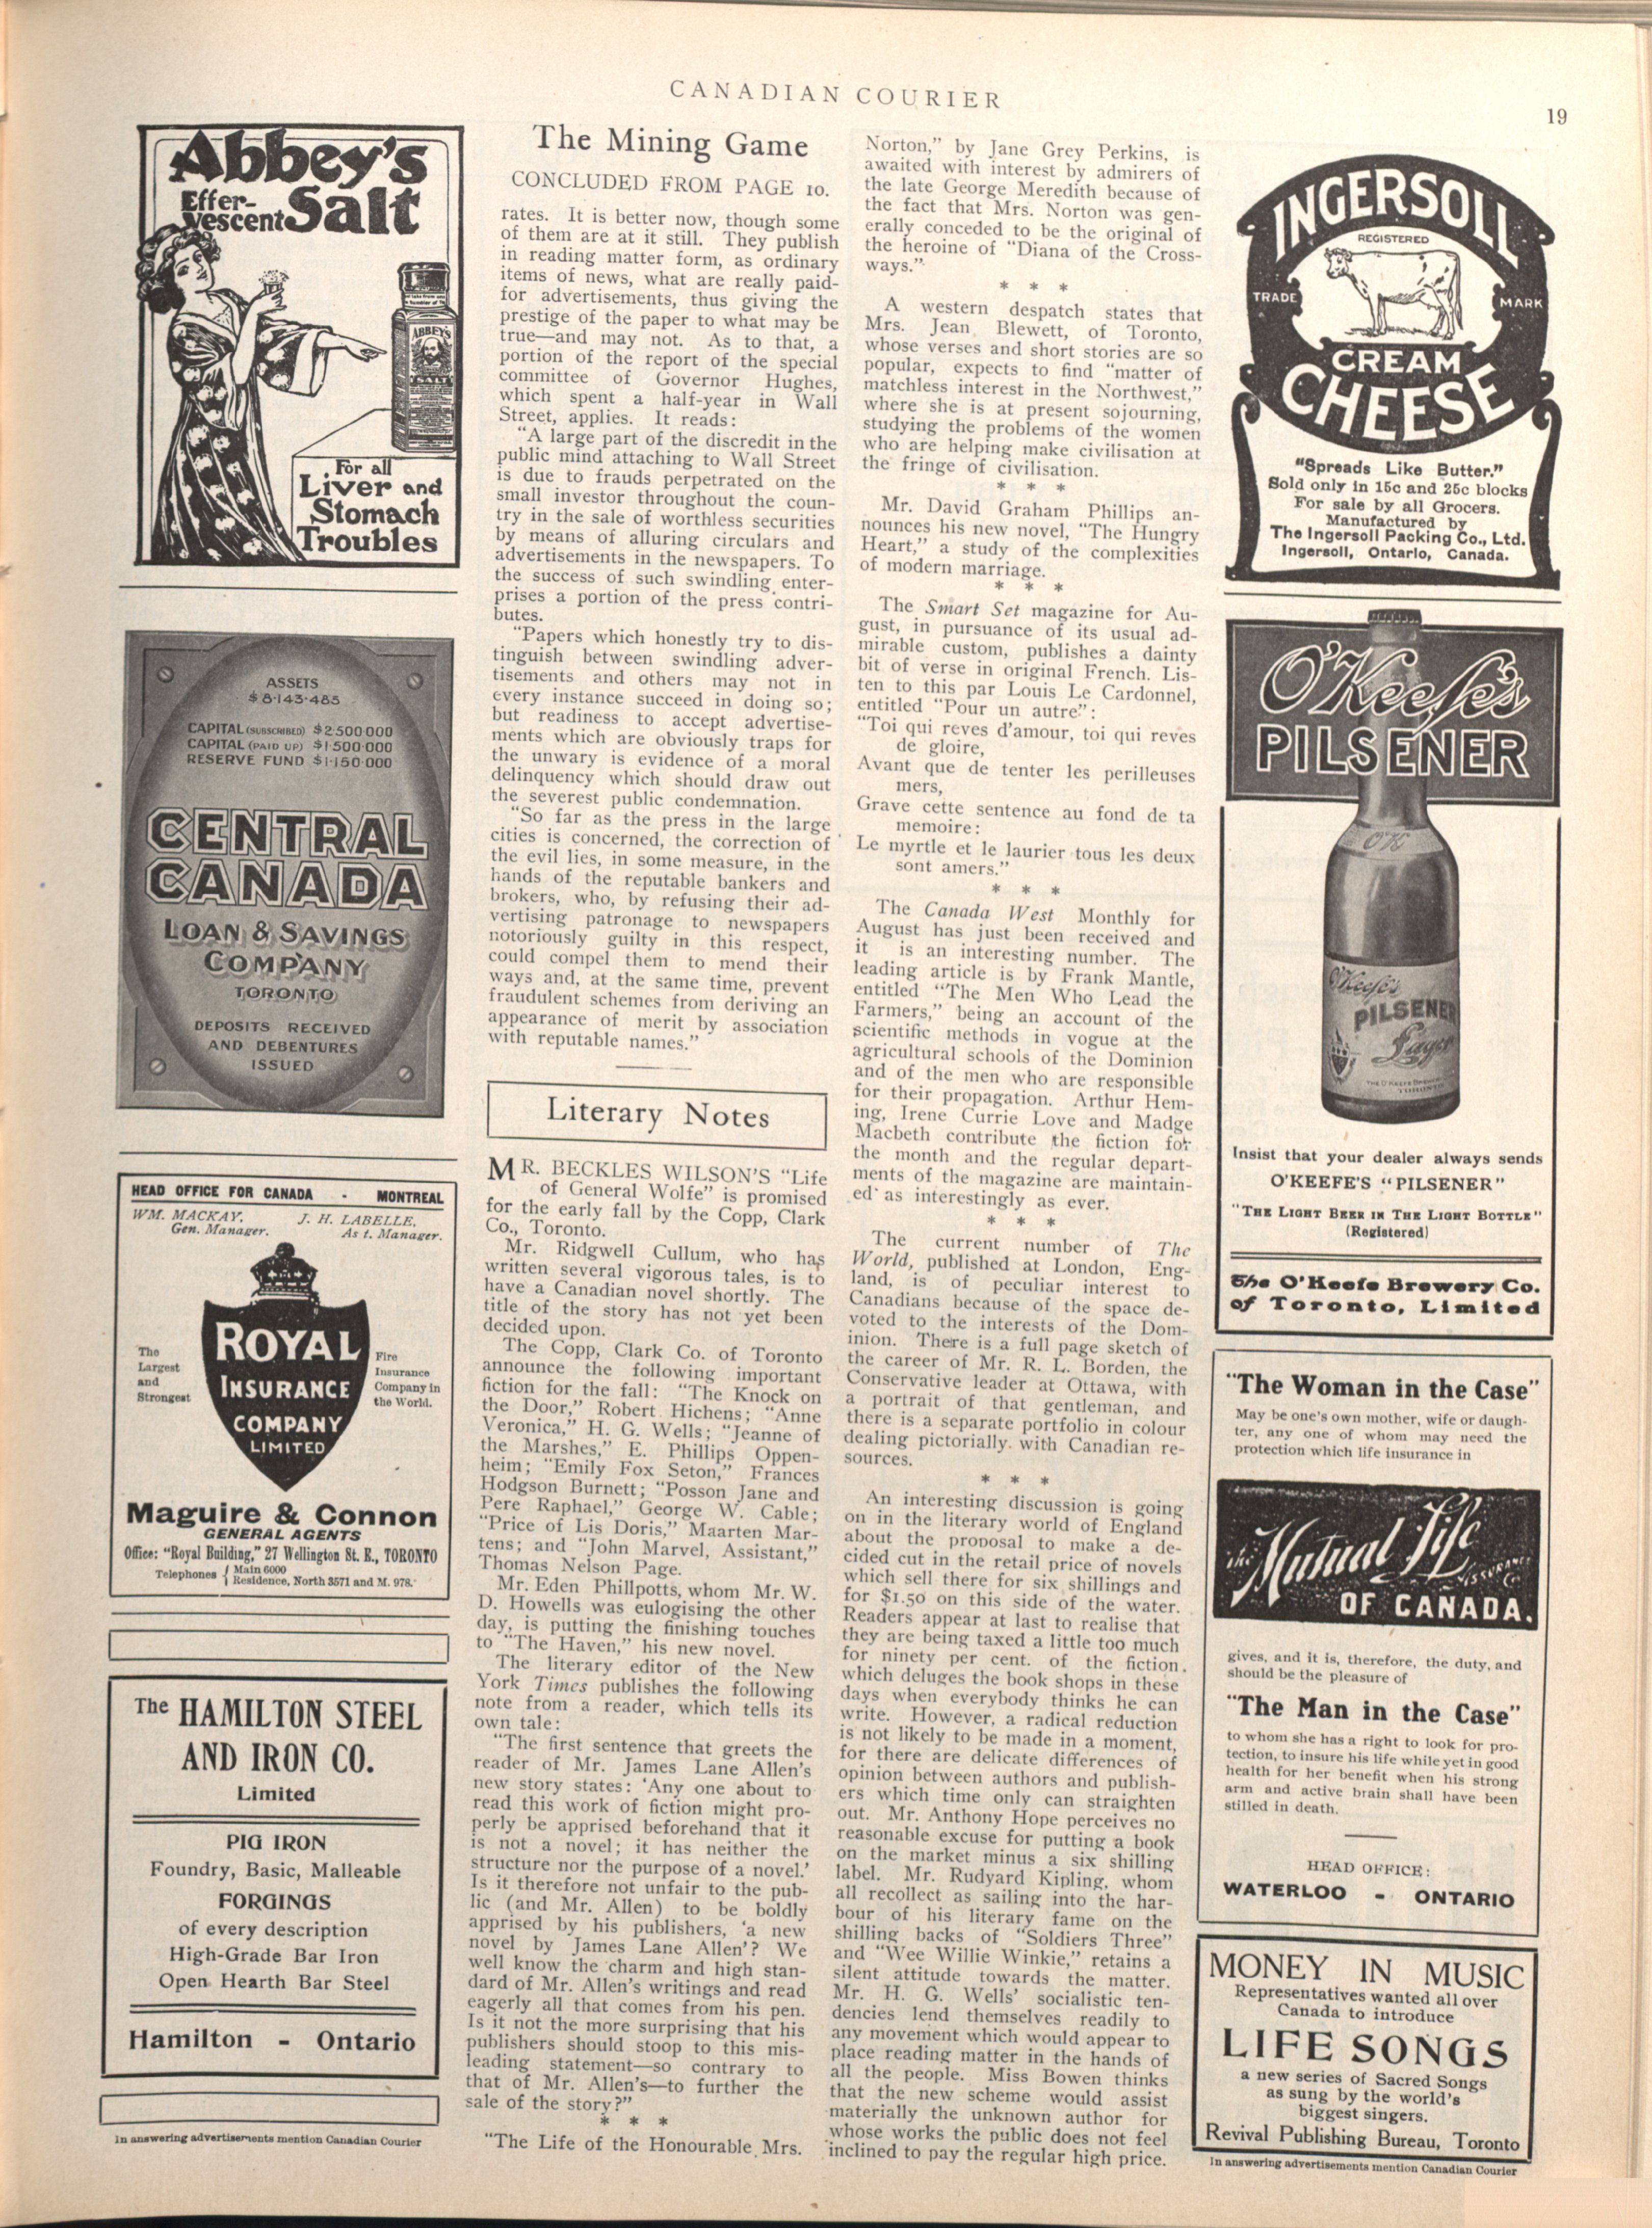 CANADIAN COURIER
19
Abbey's
Effer-
vescent Salt
ABBEY'S
SALT
For all
Liver and
Stomach
Troubles
ASSETS
$8·143·485
CAPITAL (SUBSCRIBED) $2·500·000
CAPITAL (PAID UP) $1·500·000
RESERVE FUND $1·150·000
CENTRAL
CANADA
LOAN & SAVINGS
COMPANY
TORONTO
DEPOSITS RECEIVED
AND DEBENTURES
ISSUED
HEAD OFFICE FOR CANADA - MONTREAL
WM. MACKAY,
Gen. Manager.
J. H. LABELLE,
As t. Manager.
The
Largest
and
Strongest
ROYAL
INSURANCE
COMPANY
LIMITED
Fire
Insurance
Company in
the World.
Maguire & Connon
GENERAL AGENTS
Office: "Royal Building," 27 Wellington St. E., TORONTO
Telephones { Main 6000
Residence, North 3571 and M. 978.
The HAMILTON STEEL
AND IRON CO.
Limited
PIG IRON
Foundry, Basic, Malleable
FORGINGS
of every description
High-Grade Bar Iron
Open Hearth Bar Steel
Hamilton - Ontario
In answering advertisements mention Canadian Courier
The Mining Game
CONCLUDED FROM PAGE 10.
rates. It is better now, though some
of them are at it still. They publish
in reading matter form, as ordinary
items of news, what are really paid-
for advertisements, thus giving the
prestige of the paper to what may be
true—and may not. As to that, a
portion of the report of the special
committee of Governor Hughes,
which spent a half-year in Wall
Street, applies. It reads:
"A large part of the discredit in the
public mind attaching to Wall Street
is due to frauds perpetrated on the
small investor throughout the coun-
try in the sale of worthless securities
by means of alluring circulars and
advertisements in the newspapers. To
the success of such swindling enter-
prises a portion of the press contri-
butes.
"Papers which honestly try to dis-
tinguish between swindling adver-
tisements and others may not in
every instance succeed in doing so;
but readiness to accept advertise-
ments which are obviously traps for
the unwary is evidence of a moral
delinquency which should draw out
the severest public condemnation.
"So far as the press in the large
cities is concerned, the correction of
the evil lies, in some measure, in the
hands of the reputable bankers and
brokers, who, by refusing their ad-
vertising patronage to newspapers
notoriously guilty in this respect,
could compel them to mend their
ways and, at the same time, prevent
fraudulent schemes from deriving an
appearance of merit by association
with reputable names."
Literary Notes
MR. BECKLES WILSON'S "Life
of General Wolfe" is promised
for the early fall by the Copp, Clark
Co., Toronto.
Mr. Ridgwell Cullum, who has
written several vigorous tales, is to
have a Canadian novel shortly. The
title of the story has not yet been
decided upon.
The Copp, Clark Co. of Toronto
announce the following important
fiction for the fall: "The Knock on
the Door," Robert Hichens; "Anne
Veronica," H. G. Wells; "Jeanne of
the Marshes," E. Phillips Oppen-
heim; "Emily Fox Seton," Frances
Hodgson Burnett; "Posson Jane and
Pere Raphael," George W. Cable;
"Price of Lis Doris," Maarten Mar-
tens; and "John Marvel, Assistant,"
Thomas Nelson Page.
Mr. Eden Phillpotts, whom Mr. W.
D. Howells was eulogising the other
day, is putting the finishing touches
to "The Haven," his new novel.
The literary editor of the New
York Times publishes the following
note from a reader, which tells its
own tale:
"The first sentence that greets the
reader of Mr. James Lane Allen's
new story states: 'Any one about to
read this work of fiction might pro-
perly be apprised beforehand that it
is not a novel; it has neither the
structure nor the purpose of a novel.'
Is it therefore not unfair to the pub-
lic (and Mr. Allen) to be boldly
apprised by his publishers, 'a new
novel by James Lane Allen'? We
well know the charm and high stan-
dard of Mr. Allen's writings and read
eagerly all that comes from his pen.
Is it not the more surprising that his
publishers should stoop to this mis-
leading statement—so contrary to
that of Mr. Allen's—to further the
sale of the story?"
* * *
"The Life of the Honourable Mrs.
Norton," by Jane Grey Perkins, is
awaited with interest by admirers of
the late George Meredith because of
the fact that Mrs. Norton was gen-
erally conceded to be the original of
the heroine of "Diana of the Cross-
ways."
* * *
A western despatch states that
Mrs. Jean Blewett, of Toronto,
whose verses and short stories are so
popular, expects to find "matter of
matchless interest in the Northwest,"
where she is at present sojourning,
studying the problems of the women
who are helping make civilisation at
the fringe of civilisation.
* * *
Mr. David Graham Phillips an-
nounces his new novel, "The Hungry
Heart," a study of the complexities
of modern marriage.
* * *
The Smart Set magazine for Au-
gust, in pursuance of its usual ad-
mirable custom, publishes a dainty
bit of verse in original French. Lis-
ten to this par Louis Le Cardonnel,
entitled "Pour un autre":
"Toi qui reves d'amour, toi qui reves
de gloire,
Avant que de tenter les perilleuses
mers,
Grave cette sentence au fond de ta
memoire:
Le myrtle et le laurier tous les deux
sont amers."
* * *
The Canada West Monthly for
August has just been received and
it is an interesting number. The
leading article is by Frank Mantle,
entitled "The Men Who Lead the
Farmers," being an account of the
scientific methods in vogue at the
agricultural schools of the Dominion
and of the men who are responsible
for their propagation. Arthur Hem-
ing, Irene Currie Love and Madge
Macbeth contribute the fiction for
the month and the regular depart-
ments of the magazine are maintain-
ed as interestingly as ever.
* * *
The current number of The
World, published at London, Eng-
land, is of peculiar interest to
Canadians because of the space de-
voted to the interests of the Dom-
inion. There is a full page sketch of
the career of Mr. R. L. Borden, the
Conservative leader at Ottawa, with
a portrait of that gentleman, and
there is a separate portfolio in colour
dealing pictorially with Canadian re-
sources.
* * *
An interesting discussion is going
on in the literary world of England
about the proposal to make a de-
cided cut in the retail price of novels
which sell there for six shillings and
for $1.50 on this side of the water.
Readers appear at last to realise that
they are being taxed a little too much
for ninety per cent. of the fiction
which deluges the book shops in these
days when everybody thinks he can
write. However, a radical reduction
is not likely to be made in a moment,
for there are delicate differences of
opinion between authors and publish-
ers which time only can straighten
out. Mr. Anthony Hope perceives no
reasonable excuse for putting a book
on the market minus a six shilling
label. Mr. Rudyard Kipling, whom
all recollect as sailing into the har-
bour of his literary fame on the
shilling backs of "Soldiers Three"
and "Wee Willie Winkie," retains a
silent attitude towards the matter.
Mr. H. G. Wells' socialistic ten-
dencies lend themselves readily to
any movement which would appear to
place reading matter in the hands of
all the people. Miss Bowen thinks
that the new scheme would assist
materially the unknown author for
whose works the public does not feel
inclined to pay the regular high price.
INGERSOLL
REGISTERED
TRADE MARK
CREAM
CHEESE
"Spreads Like Butter."
Sold only in 15c and 25c blocks
For sale by all Grocers.
Manufactured by
The Ingersoll Packing Co., Ltd.
Ingersoll, Ontario, Canada.
O'Keefe's
PILSENER
OK
O'Keefe's
PILSENER
Lager
TORONTO
Insist that your dealer always sends
O'KEEFE'S "PILSENER"
"THE LIGHT BEER IN THE LIGHT BOTTLE"
(Registered)
The O'Keefe Brewery Co.
of Toronto, Limited
"The Woman in the Case"
May be one's own mother, wife or daugh-
ter, any one of whom may need the
protection which life insurance in
the Mutual Life
ASSURANCE CO.
OF CANADA.
gives, and it is, therefore, the duty, and
should be the pleasure of
"The Man in the Case"
to whom she has a right to look for pro-
tection, to insure his life while yet in good
health for her benefit when his strong
arm and active brain shall have been
stilled in death.
HEAD OFFICE:
WATERLOO - ONTARIO
MONEY IN MUSIC
Representatives wanted all over
Canada to introduce
LIFE SONGS
a new series of Sacred Songs
as sung by the world's
biggest singers.
Revival Publishing Bureau, Toronto
In answering advertisements mention Canadian Courier